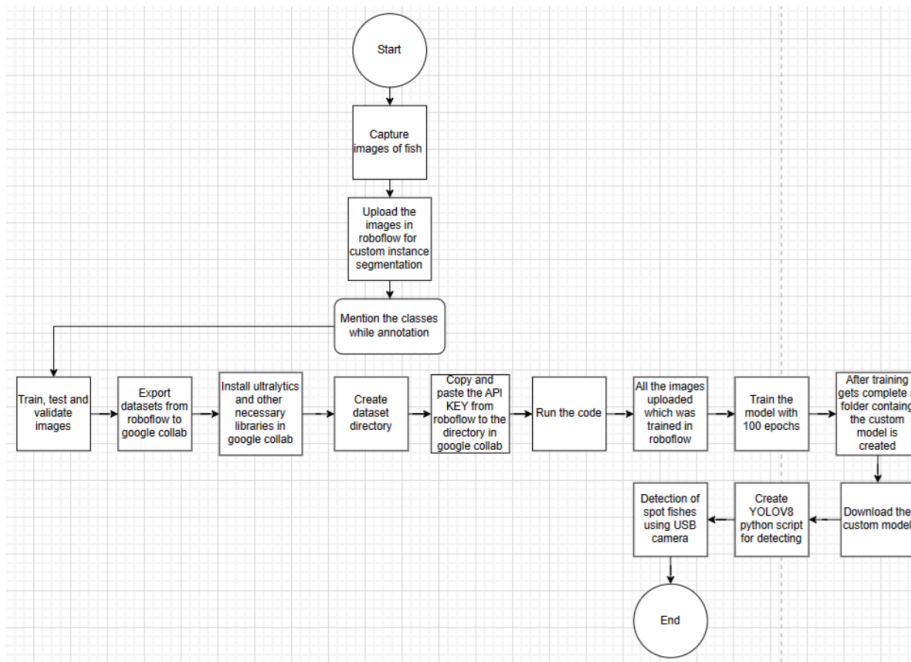 Start
Capture
images of fish
Upload the
images in
roboflow for
custom instance
segmentation
Mention the classes
while annotation
Train, test and
validate
images
Export
datasets from
roboflow to
google collab
Install ultralytics
and other
necessary
libraries in
google collab
Create
dataset
directory
Copy and
paste the API
KEY from
roboflow to the
directory in
google collab
Run the code
All the images
uploaded
which was
trained in
roboflow
Train the
model with
100 epochs
After training
gets complete
folder containg
the custom
model is
created
Download the
custom model
Create
YOLOV8
python script
for detecting
Detection of
spot fishes
using USB
camera
End